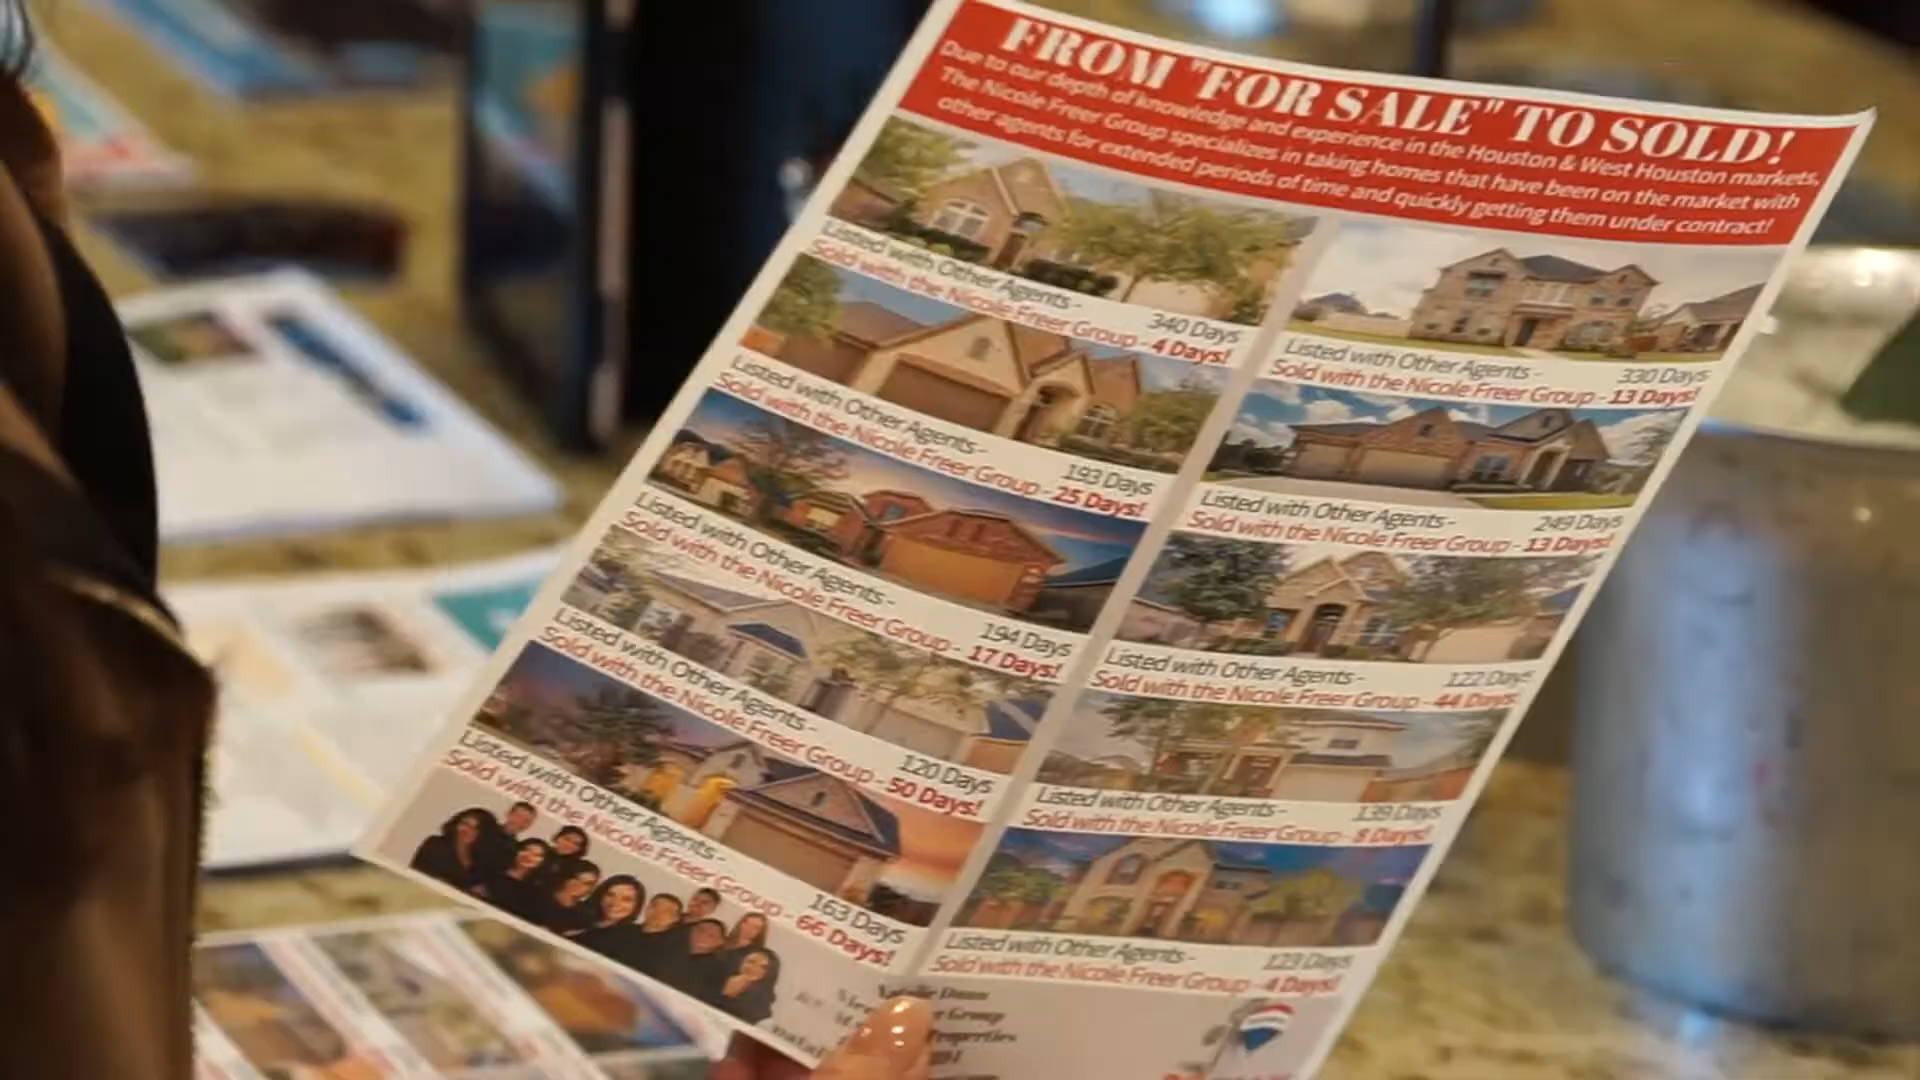 FROM "FOR SALE" TO SOLD!
Due to our depth of knowledge and experience in the Houston & West Houston markets,
The Nicole Freer Group specializes in taking homes that have been on the market with
other agents for extended periods of time and quickly getting them under contract!
Listed with Other Agents - 340 Days
Sold with the Nicole Freer Group - 4 Days!
Listed with Other Agents - 330 Days
Sold with the Nicole Freer Group - 13 Days!
Listed with Other Agents - 193 Days
Sold with the Nicole Freer Group - 25 Days!
Listed with Other Agents - 249 Days
Sold with the Nicole Freer Group - 13 Days!
Listed with Other Agents - 194 Days
Sold with the Nicole Freer Group - 17 Days!
Listed with Other Agents - 122 Days
Sold with the Nicole Freer Group - 44 Days!
Listed with Other Agents - 120 Days
Sold with the Nicole Freer Group - 50 Days!
Listed with Other Agents - 139 Days
Sold with the Nicole Freer Group - 8 Days!
Listed with Other Agents - 163 Days
Sold with the Nicole Freer Group - 66 Days!
Listed with Other Agents - 123 Days
Sold with the Nicole Freer Group - 4 Days!
Group
Properties